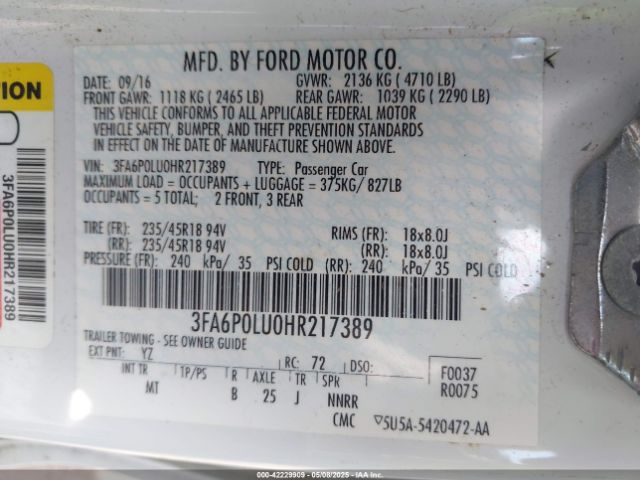 MFD. BY FORD MOTOR CO.
DATE: 09/16 GVWR: 2136 KG ( 4710 LB)
FRONT GAWR: 1118 KG ( 2465 LB) REAR GAWR: 1039 KG ( 2290 LB)
THIS VEHICLE CONFORMS TO ALL APPLICABLE FEDERAL MOTOR
VEHICLE SAFETY, BUMPER, AND THEFT PREVENTION STANDARDS
IN EFFECT ON THE DATE OF MANUFACTURE SHOWN ABOVE.
VIN: 3FA6P0LU0HR217389 TYPE: Passenger Car
MAXIMUM LOAD = OCCUPANTS + LUGGAGE = 375KG/ 827LB
OCCUPANTS = 5 TOTAL; 2 FRONT, 3 REAR
TIRE (FR): 235/45R18 94V RIMS (FR): 18x8.0J
(RR): 235/45R18 94V (RR): 18x8.0J
PRESSURE (FR): 240 kPa/ 35 PSI COLD (RR): 240 kPa/ 35 PSI COLD
3FA6P0LU0HR217389
TRAILER TOWING - SEE OWNER GUIDE
EXT PNT: YZ RC: 72 DSO: F0037
INT TR TP/PS R AXLE TR SPR R0075
MT B 25 J NNRR
CMC 5U5A-5420472-AA
3FA6P0LU0HR217389
000-42229909 - 05/08/2025 - IAAHOLDINGS, LLC